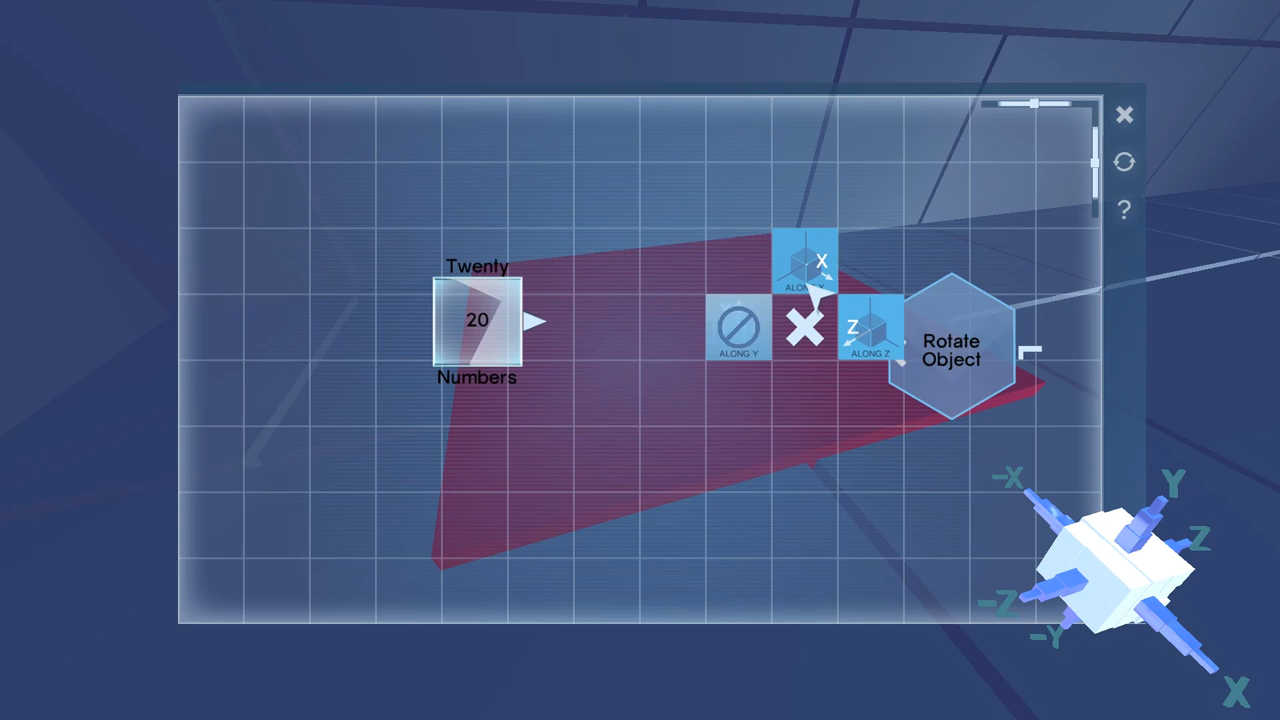 ?
Twenty
20
Numbers
X
ALONG Y
Z
ALONG Z
Rotate
Object
-X
Y
Z
-Z
-Y
X